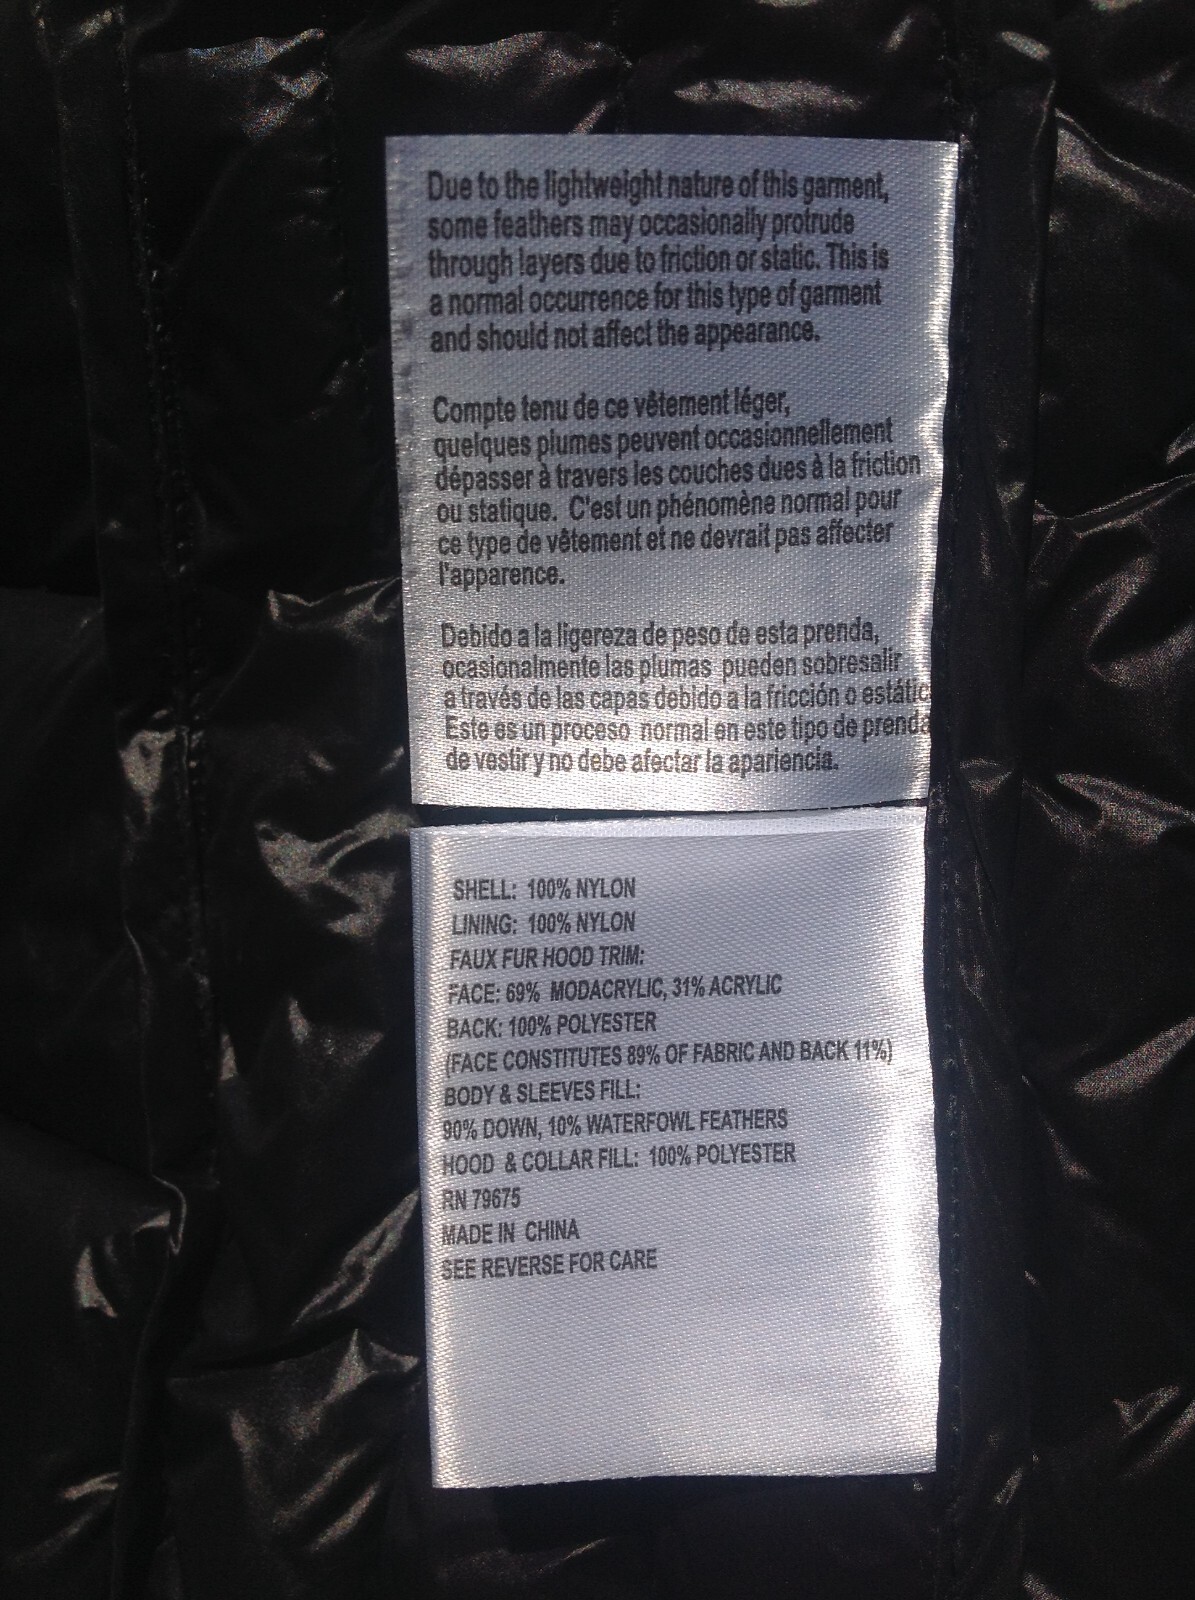 Due to the lightweight nature of this garment,
some feathers may occasionally protrude
through layers due to friction or static. This is
a normal occurrence for this type of garment
and should not affect the appearance.
Compte tenu de ce vêtement léger,
quelques plumes peuvent occasionnellement
dépasser à travers les couches dues à la friction
ou statique. C'est un phénomène normal pour
ce type de vêtement et ne devrait pas affecter
l'apparence.
Debido a la ligereza de peso de esta prenda,
ocasionalmente las plumas pueden sobresalir
a través de las capas debido a la fricción o estátic
Este es un proceso normal en este tipo de prenda
de vestir y no debe afectar la apariencia.
SHELL: 100% NYLON
LINING: 100% NYLON
FAUX FUR HOOD TRIM:
FACE: 69% MODACRYLIC, 31% ACRYLIC
BACK: 100% POLYESTER
(FACE CONSTITUTES 89% OF FABRIC AND BACK 11%)
BODY & SLEEVES FILL:
90% DOWN, 10% WATERFOWL FEATHERS
HOOD & COLLAR FILL: 100% POLYESTER
RN 79675
MADE IN CHINA
SEE REVERSE FOR CARE